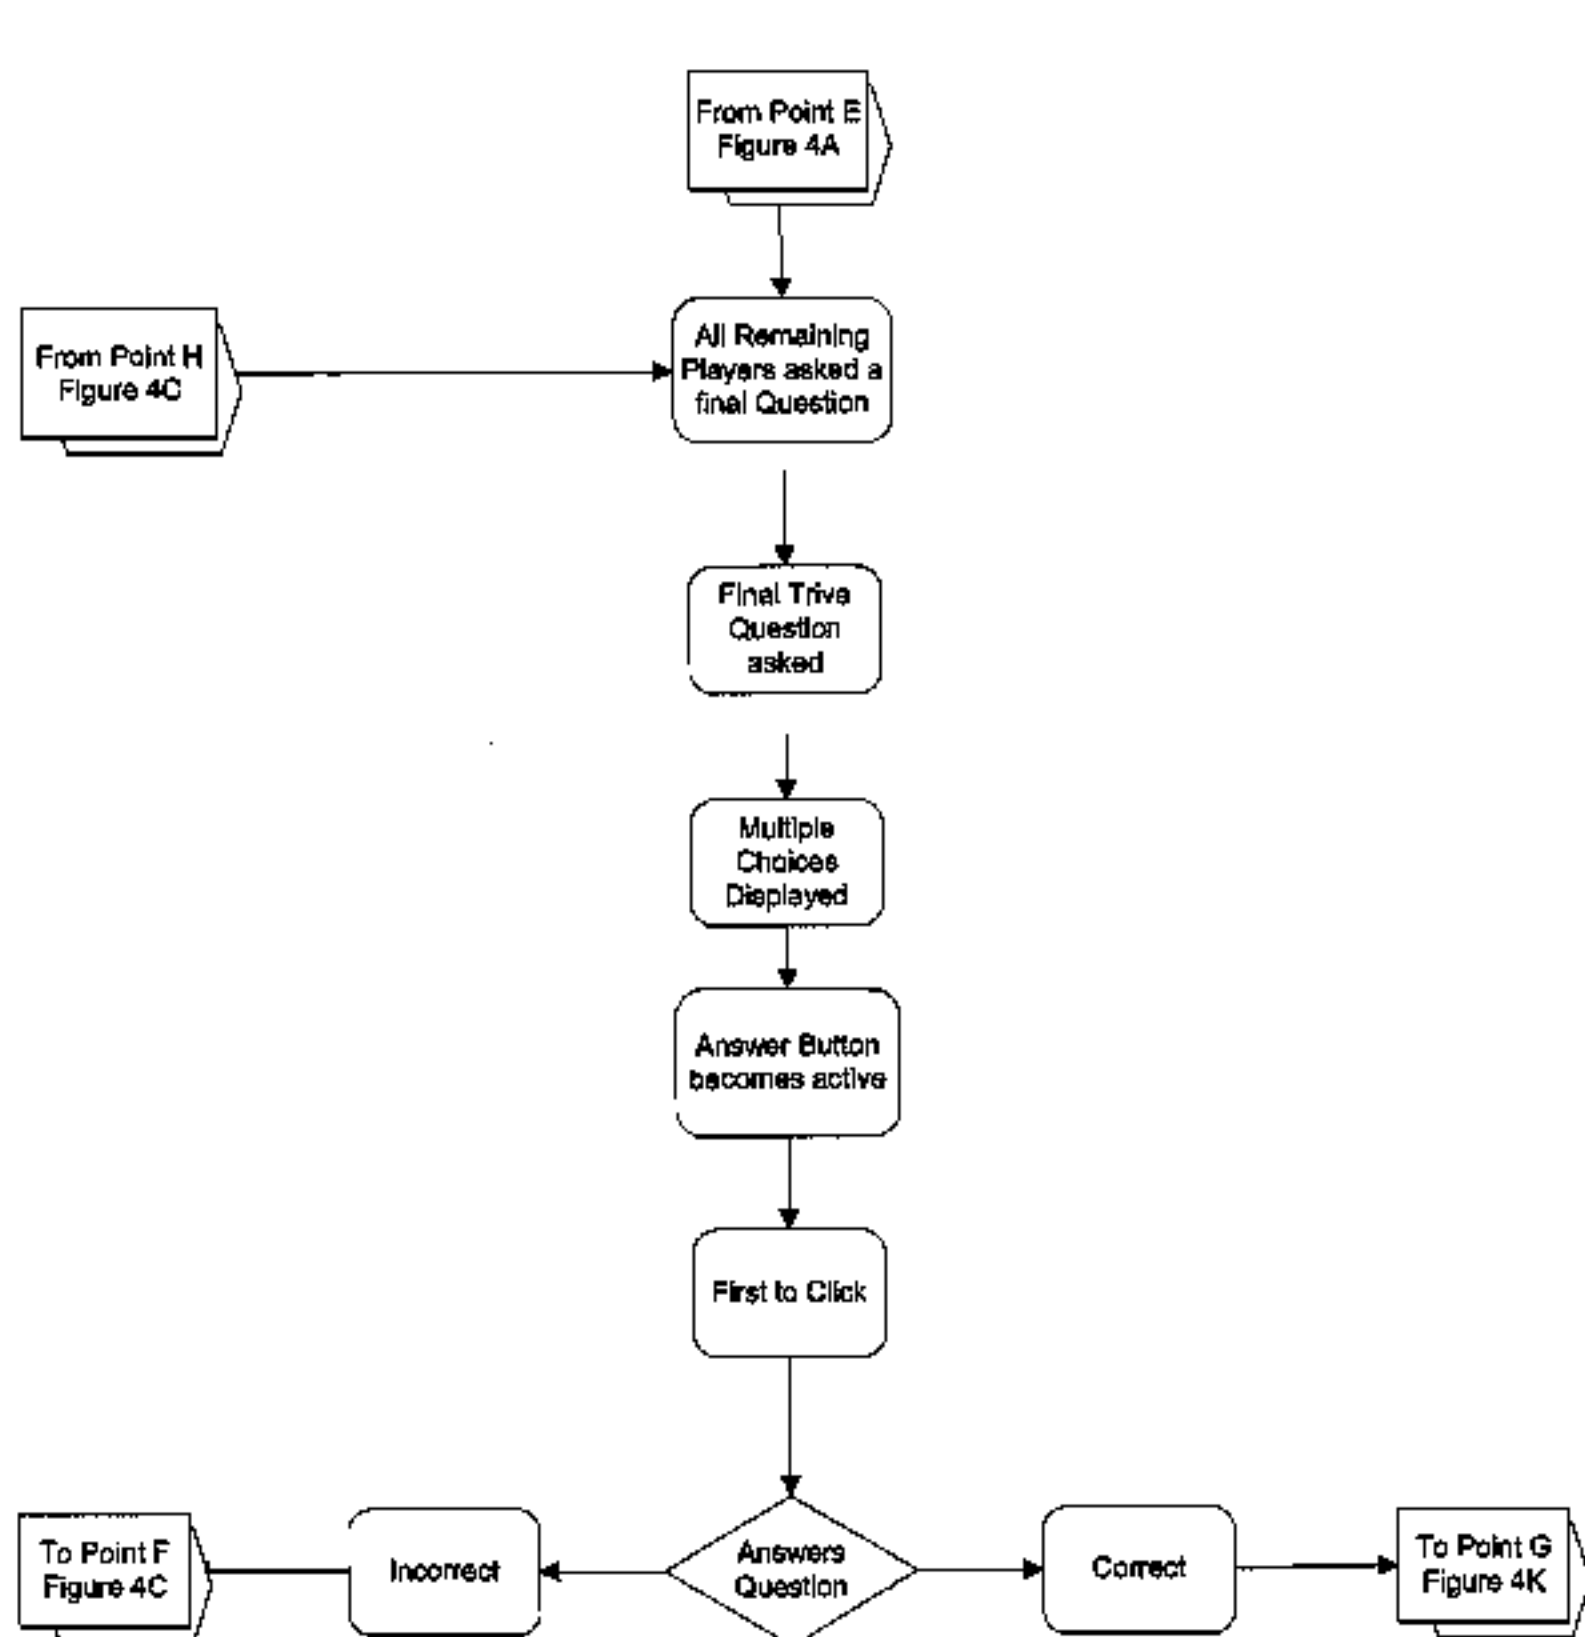 From Point E
Figure 4A
From Point H
Figure 4C
All Remaining
Players asked a
final Question
Final Triva
Question
asked
Multiple
Choices
Displayed
Answer Button
becomes active
First to Click
To Point F
Figure 4C
Incorrect
Answers
Question
Correct
To Point G
Figure 4K